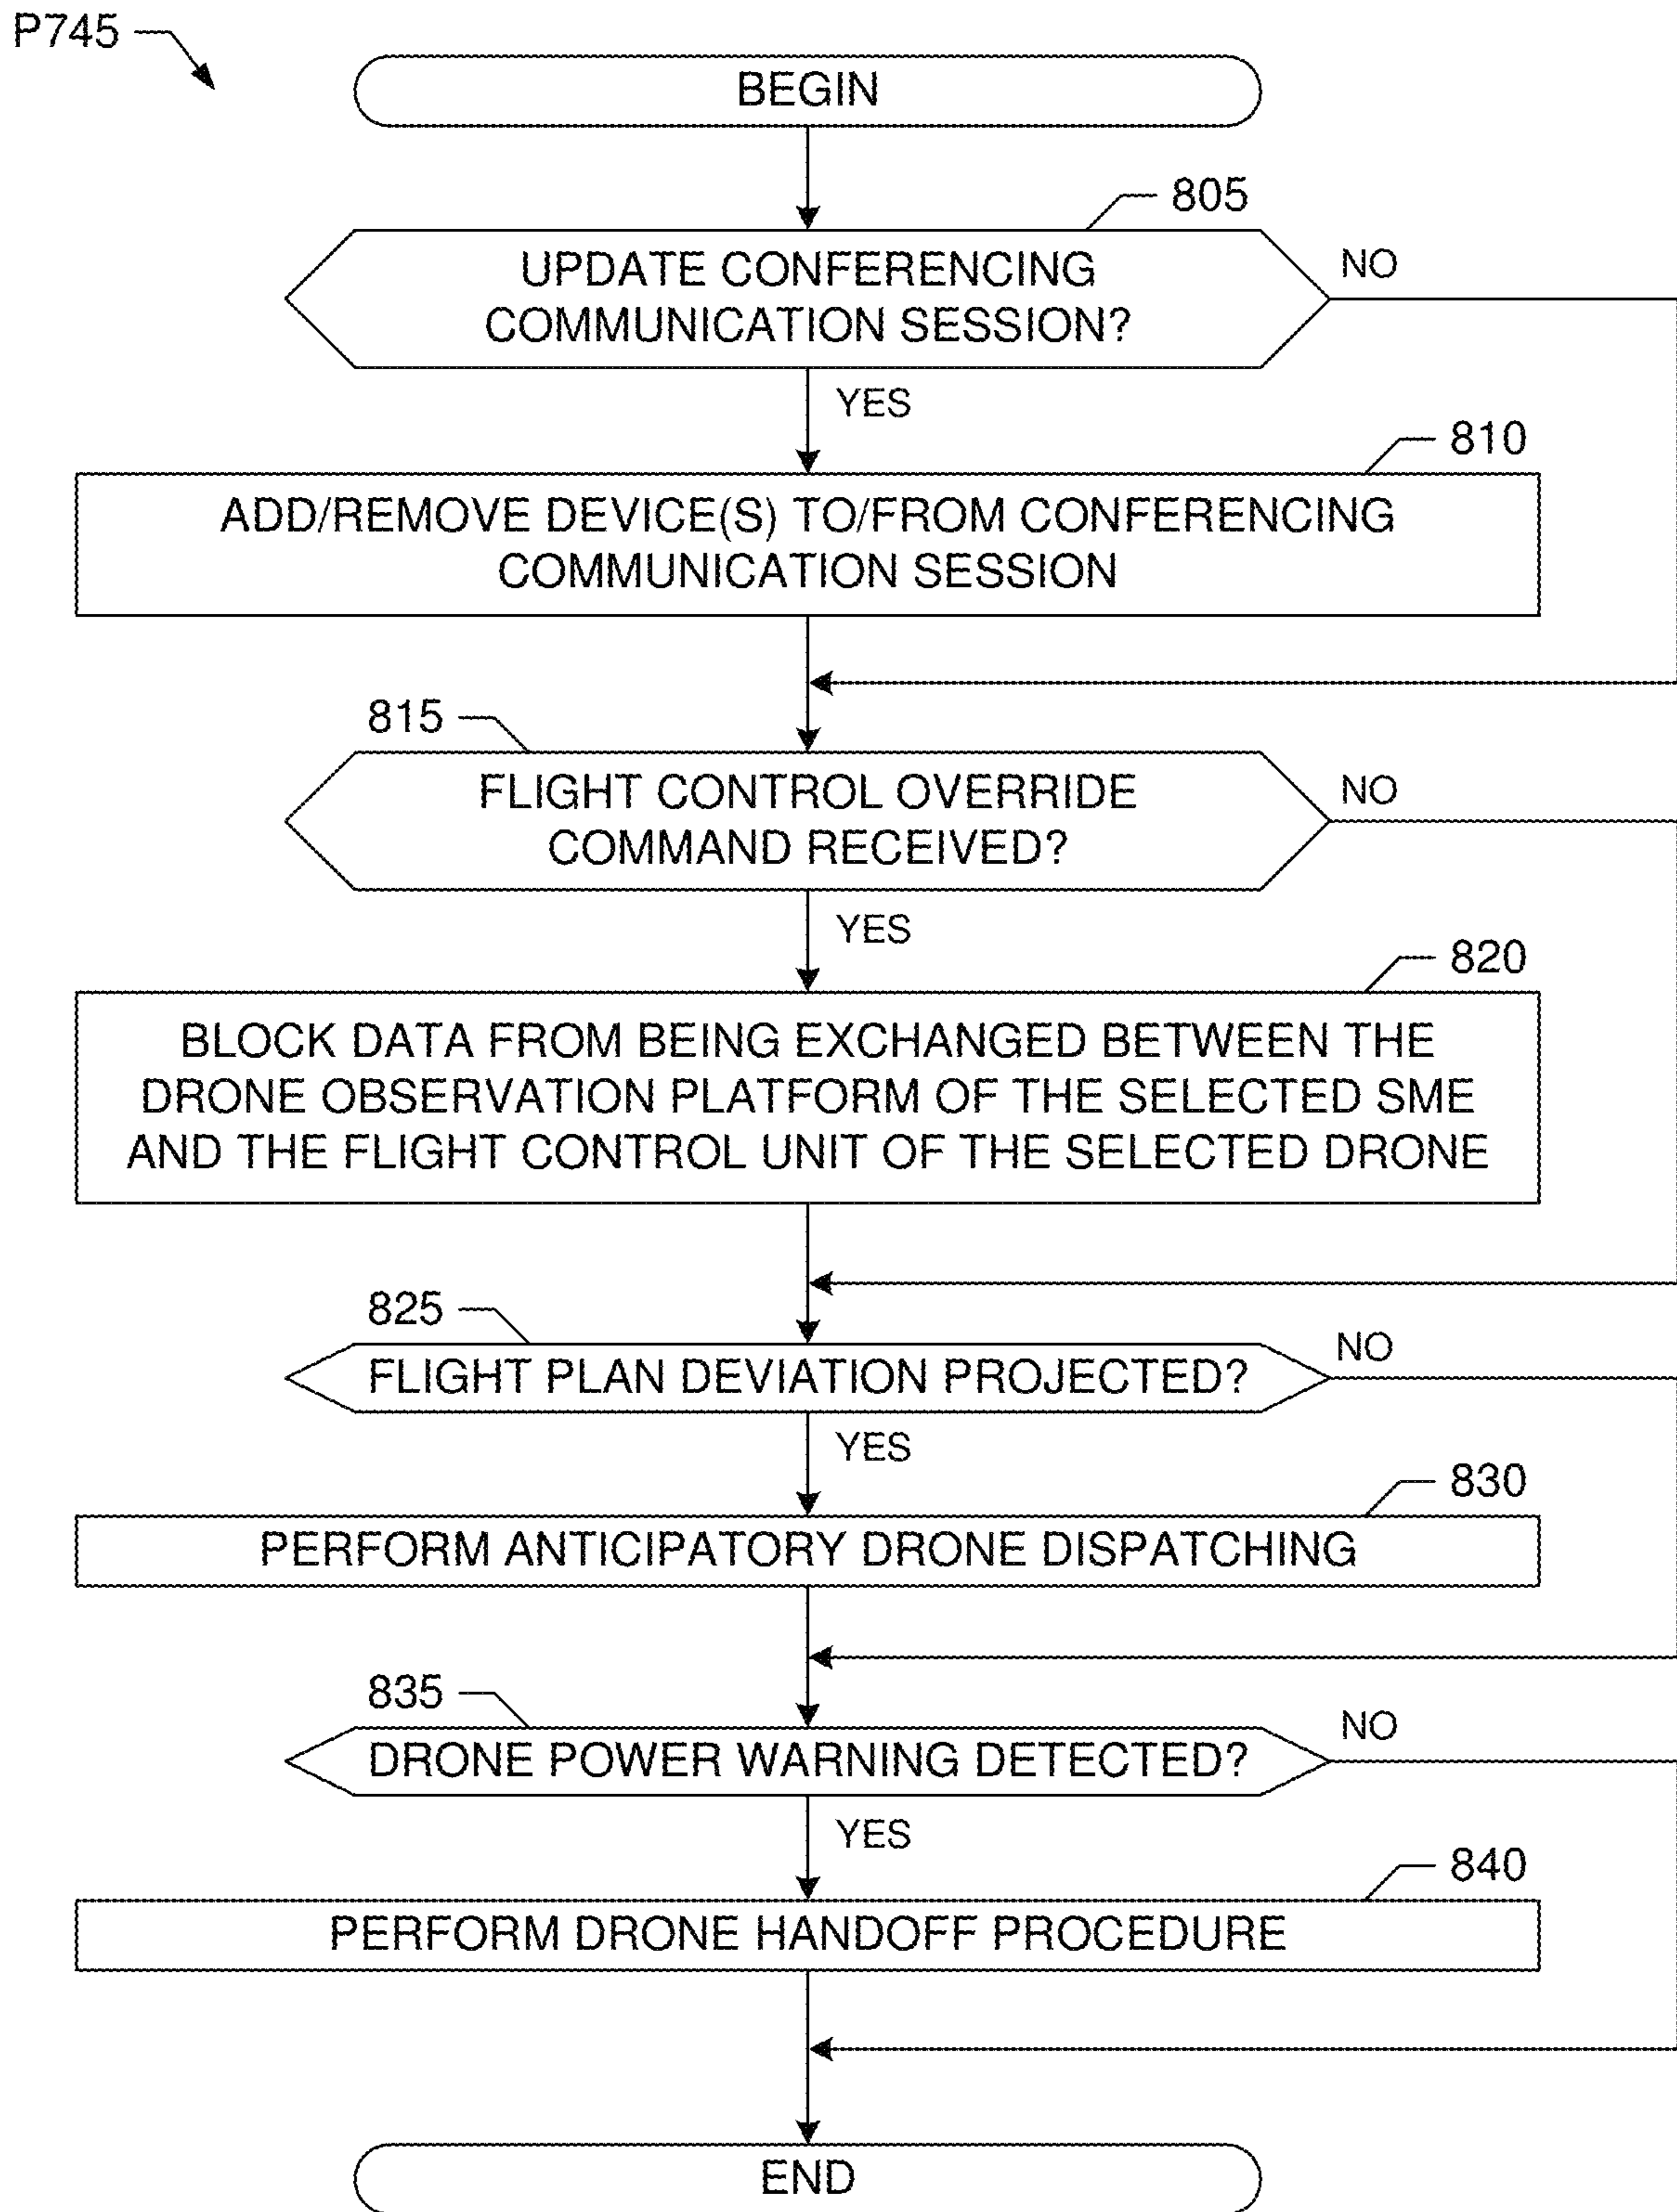 P745
BEGIN
805
UPDATE CONFERENCING
COMMUNICATION SESSION?
NO
YES
810
ADD/REMOVE DEVICE(S) TO/FROM CONFERENCING
COMMUNICATION SESSION
815
FLIGHT CONTROL OVERRIDE
COMMAND RECEIVED?
NO
YES
820
BLOCK DATA FROM BEING EXCHANGED BETWEEN THE
DRONE OBSERVATION PLATFORM OF THE SELECTED SME
AND THE FLIGHT CONTROL UNIT OF THE SELECTED DRONE
825
FLIGHT PLAN DEVIATION PROJECTED?
NO
YES
830
PERFORM ANTICIPATORY DRONE DISPATCHING
835
DRONE POWER WARNING DETECTED?
NO
YES
840
PERFORM DRONE HANDOFF PROCEDURE
END